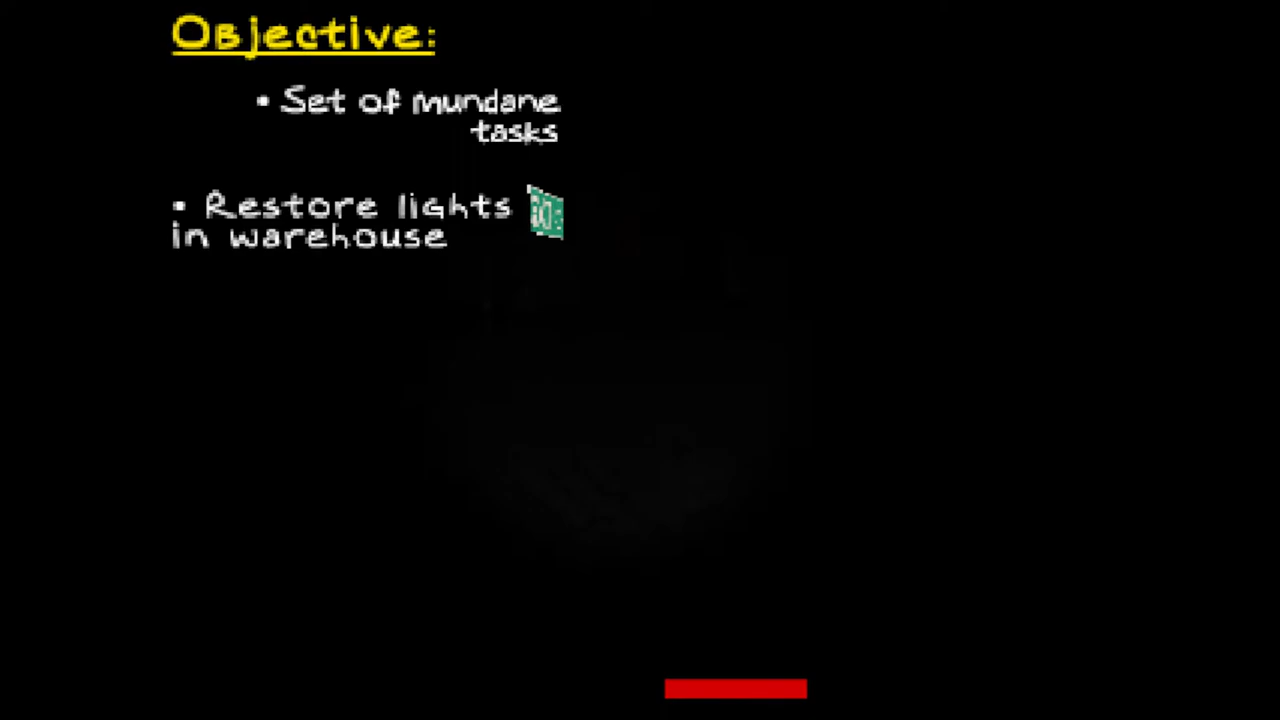 Objective:
• Set of mundane
tasks
• Restore lights
in warehouse